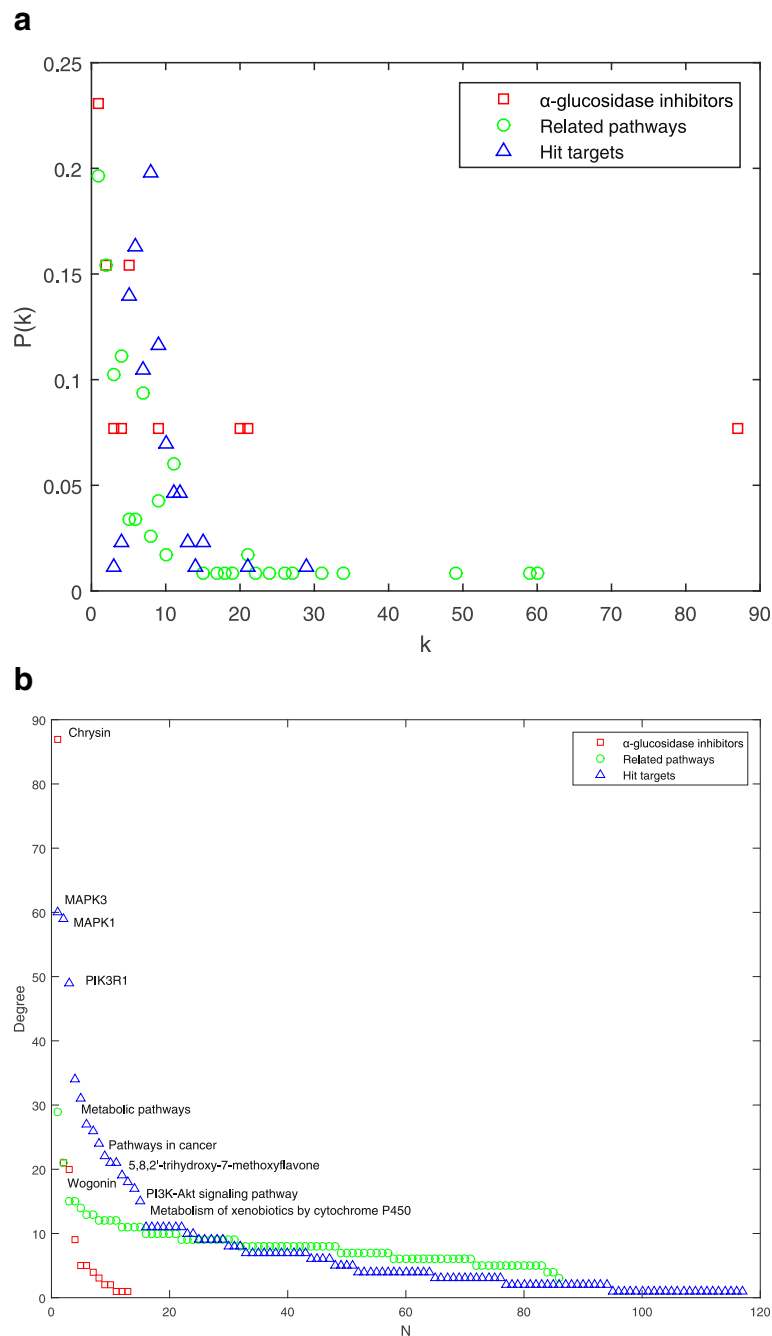 a
0.25
0.2
0.15
0.1
0.05
0
P(k)
α-glucosidase inhibitors
Related pathways
Hit targets
0 10 20 30 40 50 60 70 80 90
k
b
90
80
70
60
50
40
30
20
10
0
Degree
α-glucosidase inhibitors
Related pathways
Hit targets
Chrysin
MAPK3
MAPK1
PIK3R1
Metabolic pathways
Pathways in cancer
5,8,2'-trihydroxy-7-methoxyflavone
Wogonin
PI3K-Akt signaling pathway
Metabolism of xenobiotics by cytochrome P450
0 20 40 60 80 100 120
N